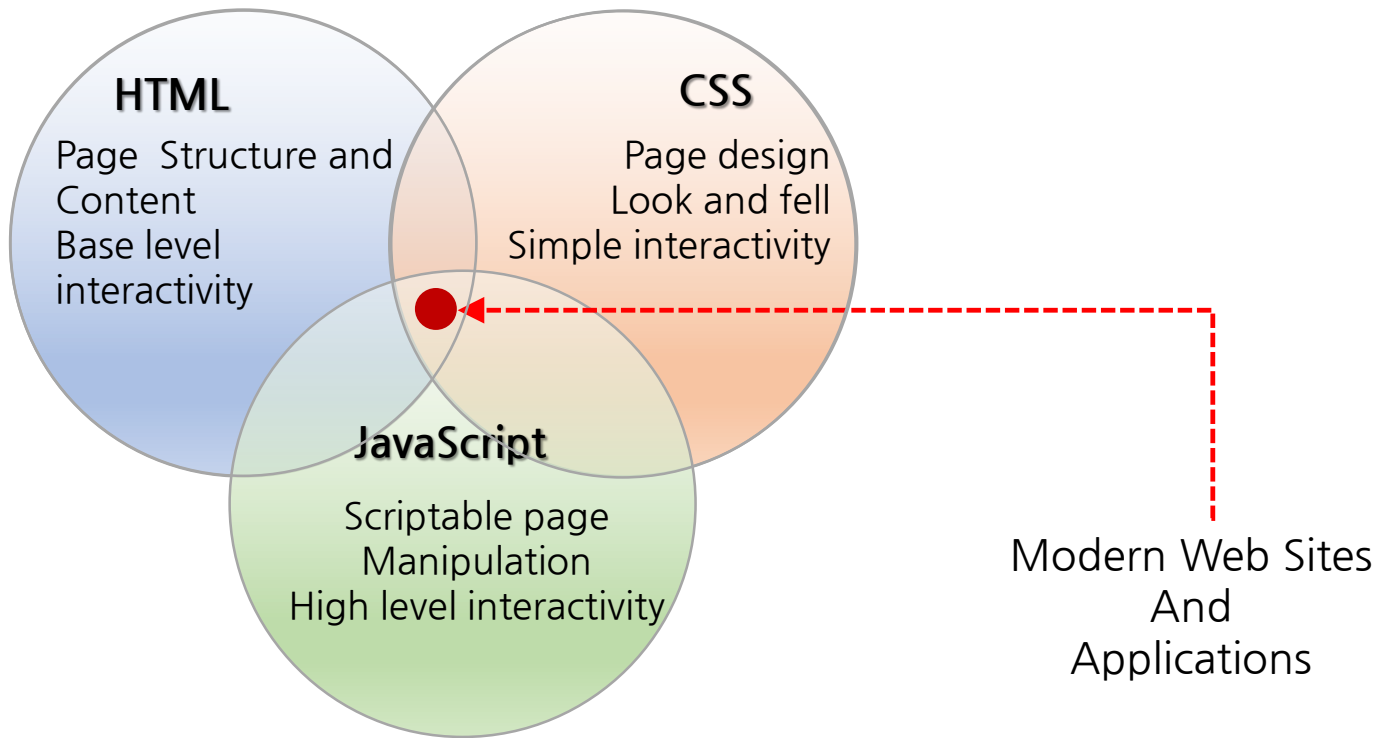 HTML
Page Structure and
Content
Base level
interactivity
CSS
Page design
Look and fell
Simple interactivity
JavaScript
Scriptable page
Manipulation
High level interactivity
Modern Web Sites
And
Applications